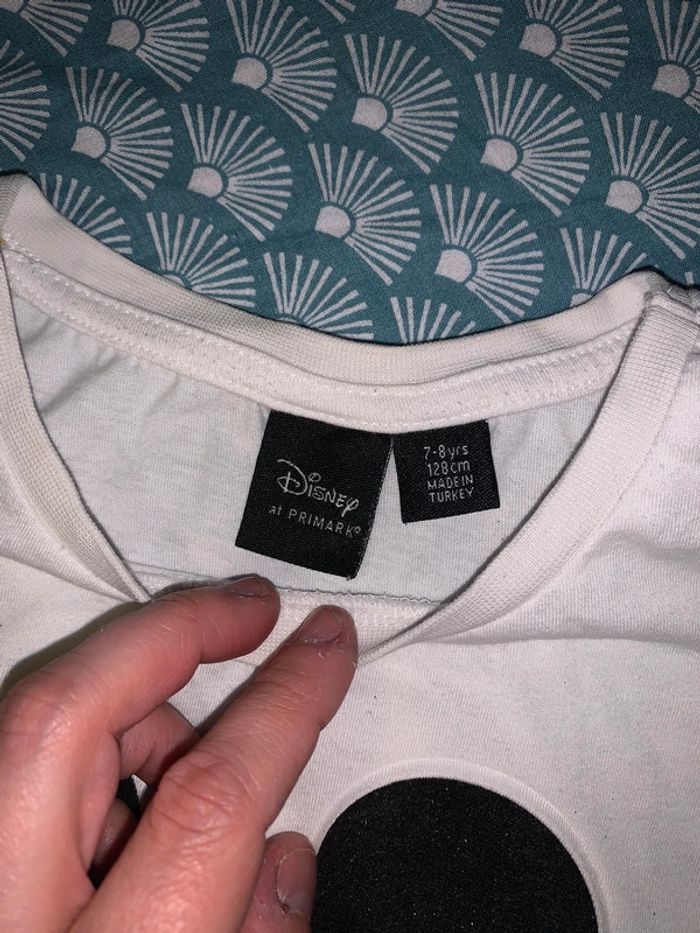 Disney
at PRIMARK®
7-8yrs
128cm
MADE IN
TURKEY